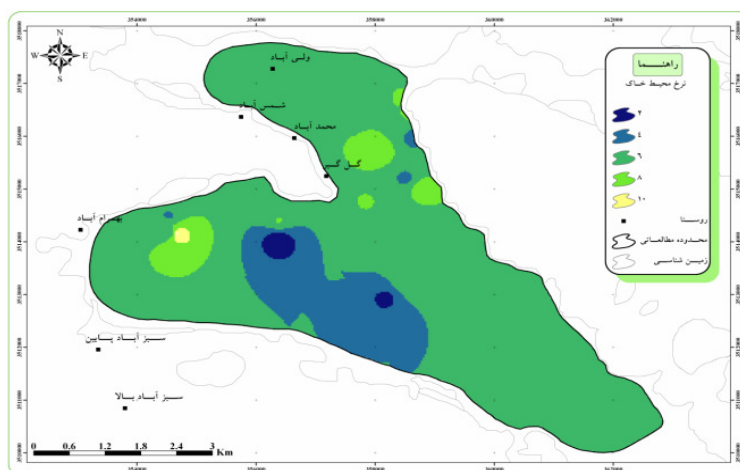 N
W E
S
راهنـــما
نرخ محیط خاک
۲
۴
۶
۸
۱۰
روستا
محدوده مطالعاتی
زمین شناسی
ولی آباد
شمس آباد
محمد آباد
گل گیر
بهرام آباد
سبز آباد پایین
سبز آباد بالا
0 0.6 1.2 1.8 2.4 3
Km